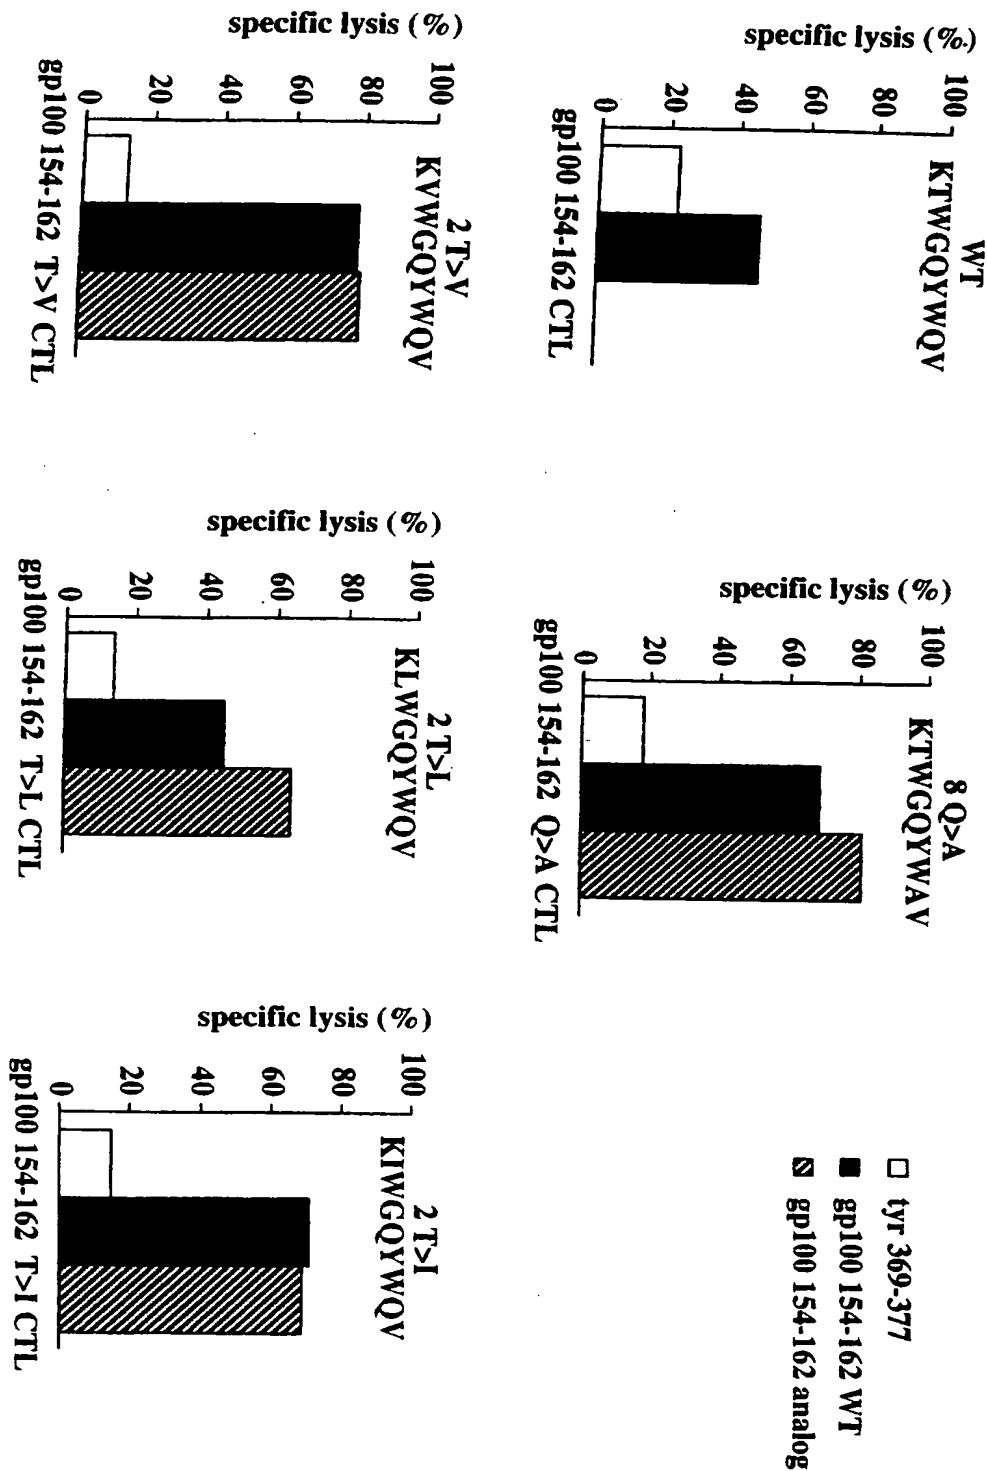 WT
KTWGQYWQV
specific lysis (%)
100
80
60
40
20
0
gp100 154-162 CTL
8 Q>A
KTWGQYWAV
specific lysis (%)
100
80
60
40
20
0
gp100 154-162 Q>A CTL
tyr 369-377
gp100 154-162 WT
gp100 154-162 analog
2 T>V
KVWGQYWQV
specific lysis (%)
100
80
60
40
20
0
gp100 154-162 T>V CTL
2 T>L
KLWGQYWQV
specific lysis (%)
100
80
60
40
20
0
gp100 154-162 T>L CTL
2 T>I
KIWGQYWQV
specific lysis (%)
100
80
60
40
20
0
gp100 154-162 T>I CTL